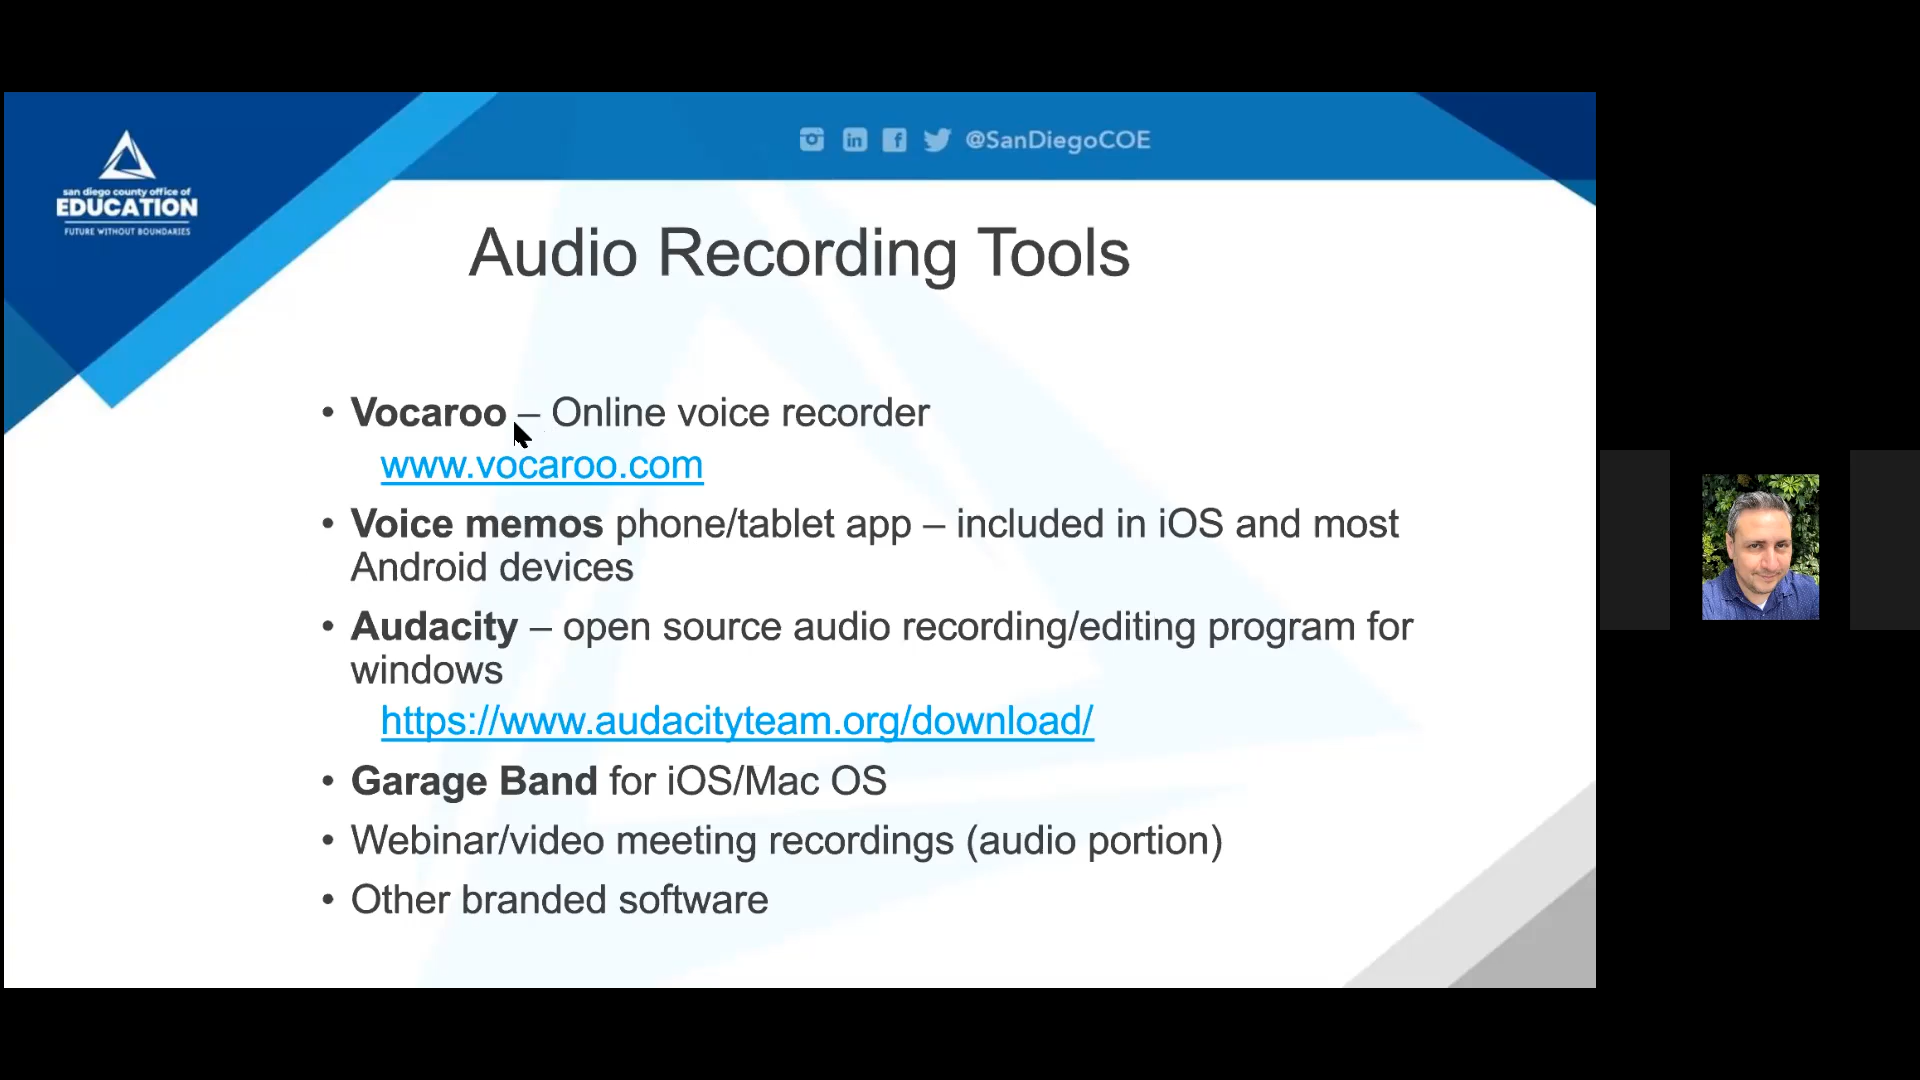 @SanDiegoCOE
san diego county office of
EDUCATION
FUTURE WITHOUT BOUNDARIES
Audio Recording Tools
• Vocaroo – Online voice recorder
www.vocaroo.com
• Voice memos phone/tablet app – included in iOS and most
Android devices
• Audacity – open source audio recording/editing program for
windows
https://www.audacityteam.org/download/
• Garage Band for iOS/Mac OS
• Webinar/video meeting recordings (audio portion)
• Other branded software